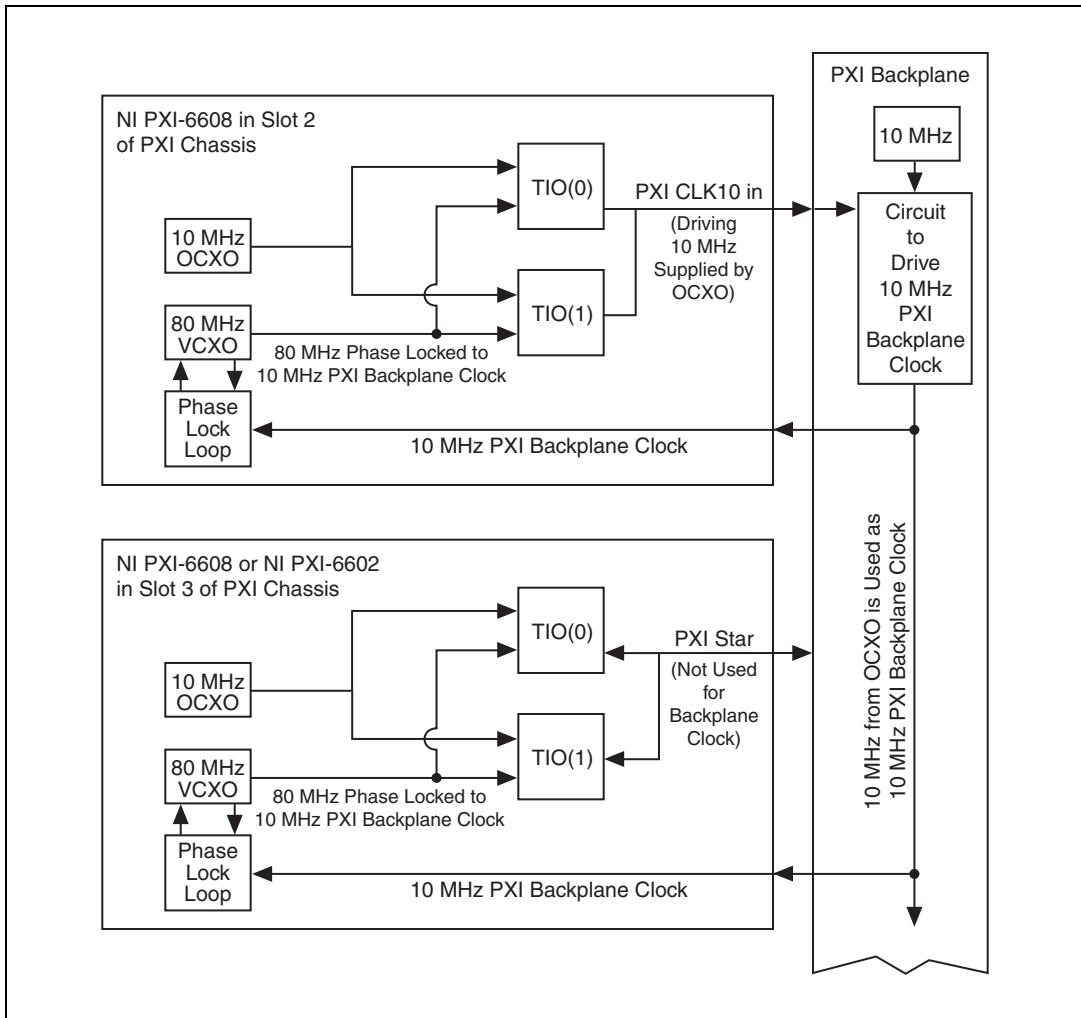 PXI Backplane
10 MHz
Circuit
to
Drive
10 MHz
PXI
Backplane
Clock
NI PXI-6608 in Slot 2
of PXI Chassis
10 MHz
OCXO
80 MHz
VCXO
Phase
Lock
Loop
TIO(0)
TIO(1)
PXI CLK10 in
(Driving
10 MHz
Supplied by
OCXO)
80 MHz Phase Locked to
10 MHz PXI Backplane Clock
10 MHz PXI Backplane Clock
NI PXI-6608 or NI PXI-6602
in Slot 3 of PXI Chassis
10 MHz
OCXO
80 MHz
VCXO
Phase
Lock
Loop
TIO(0)
TIO(1)
PXI Star
(Not Used
for
Backplane
Clock)
80 MHz Phase Locked to
10 MHz PXI Backplane Clock
10 MHz PXI Backplane Clock
10 MHz from OCXO is Used as
10 MHz PXI Backplane Clock